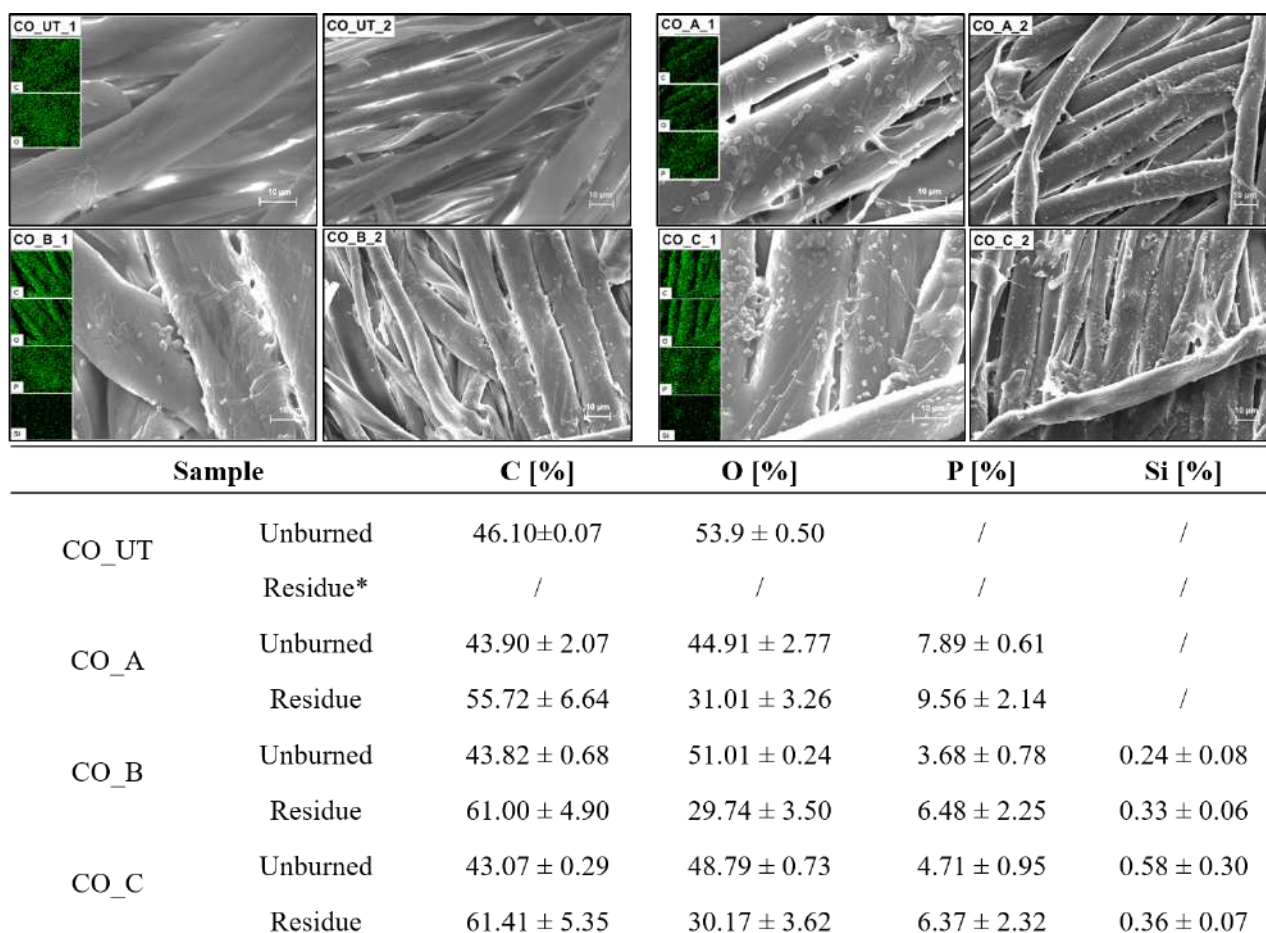 CO_UT_1
C
O
10 µm
CO_UT_2
10 µm
CO_A_1
C
O
P
10 µm
CO_A_2
10 µm
CO_B_1
C
O
P
Si
10 µm
CO_B_2
10 µm
CO_C_1
C
O
P
Si
10 µm
CO_C_2
10 µm
Sample C [%] O [%] P [%] Si [%]
CO_UT
Unburned 46.10±0.07 53.9 ± 0.50 / /
Residue* / / / /
CO_A
Unburned 43.90 ± 2.07 44.91 ± 2.77 7.89 ± 0.61 /
Residue 55.72 ± 6.64 31.01 ± 3.26 9.56 ± 2.14 /
CO_B
Unburned 43.82 ± 0.68 51.01 ± 0.24 3.68 ± 0.78 0.24 ± 0.08
Residue 61.00 ± 4.90 29.74 ± 3.50 6.48 ± 2.25 0.33 ± 0.06
CO_C
Unburned 43.07 ± 0.29 48.79 ± 0.73 4.71 ± 0.95 0.58 ± 0.30
Residue 61.41 ± 5.35 30.17 ± 3.62 6.37 ± 2.32 0.36 ± 0.07